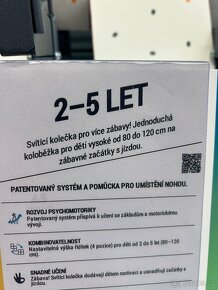 2-5 LET
Svítící kolečka pro více zábavy! Jednoduchá
koloběžka pro děti vysoké od 80 do 120 cm na
zábavné začátky s jízdou.
PATENTOVANÝ SYSTÉM A POMŮCKA PRO UMÍSTĚNÍ NOHOU.
ROZVOJ PSYCHOMOTORIKY
Patentovaný systém přispívá k učení se základům a motorickému
vývoji.
KOMBINOVATELNOST
Nastavitelná výška řídítek (4 pozice) pro děti od 2 do 5 let (80-120
cm).
SNADNÉ UČENÍ
Zábava! Svítící kolečka dodávají dětem motivaci a usnadňují začátky
s jízdou.